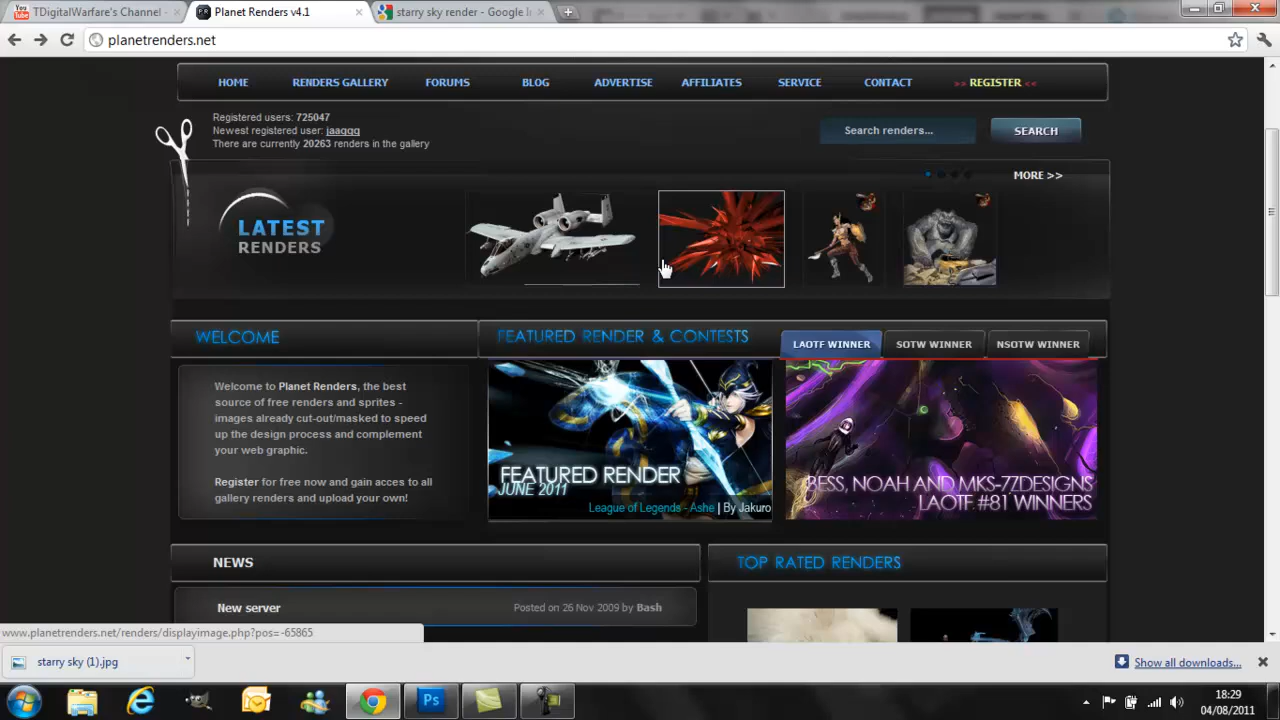 TDigitalWarfare's Channel -
Planet Renders v4.1
starry sky render - Google I
planetrenders.net
HOME
RENDERS GALLERY
FORUMS
BLOG
ADVERTISE
AFFILIATES
SERVICE
CONTACT
>> REGISTER <<
Registered users: 725047
Newest registered user: jaaqqq
There are currently 20263 renders in the gallery
Search renders...
SEARCH
MORE >>
LATEST
RENDERS
WELCOME
FEATURED RENDER & CONTESTS
LAOTF WINNER
SOTW WINNER
NSOTW WINNER
Welcome to Planet Renders, the best
source of free renders and sprites -
images already cut-out/masked to speed
up the design process and complement
your web graphic.
Register for free now and gain acces to all
gallery renders and upload your own!
FEATURED RENDER
JUNE 2011
League of Legends - Ashe | By Jakuro
BESS, NOAH AND MKS-7ZDESIGNS
LAOTF #81 WINNERS
NEWS
TOP RATED RENDERS
New server
Posted on 26 Nov 2009 by Bash
www.planetrenders.net/renders/displayimage.php?pos=-65865
starry sky (1).jpg
Show all downloads...
Ps
18:29
04/08/2011